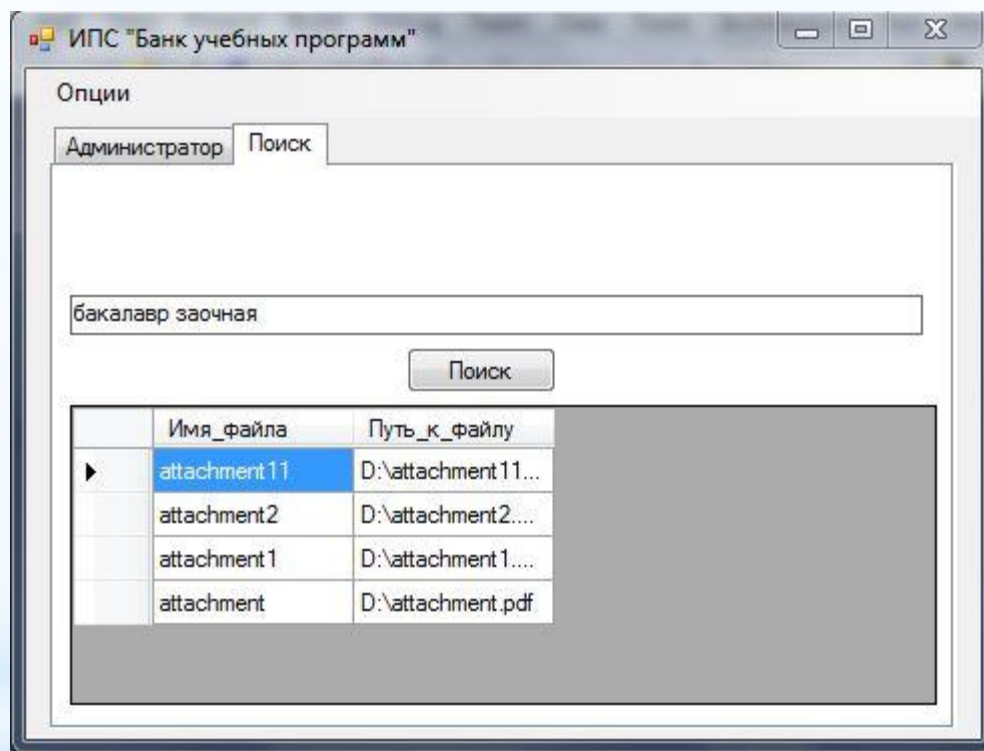 ИПС "Банк учебных программ"
Опции
Администратор Поиск
бакалавр заочная
Поиск
Имя_файла Путь_к_файлу
attachment11 D:\attachment11...
attachment2 D:\attachment2....
attachment1 D:\attachment1....
attachment D:\attachment.pdf